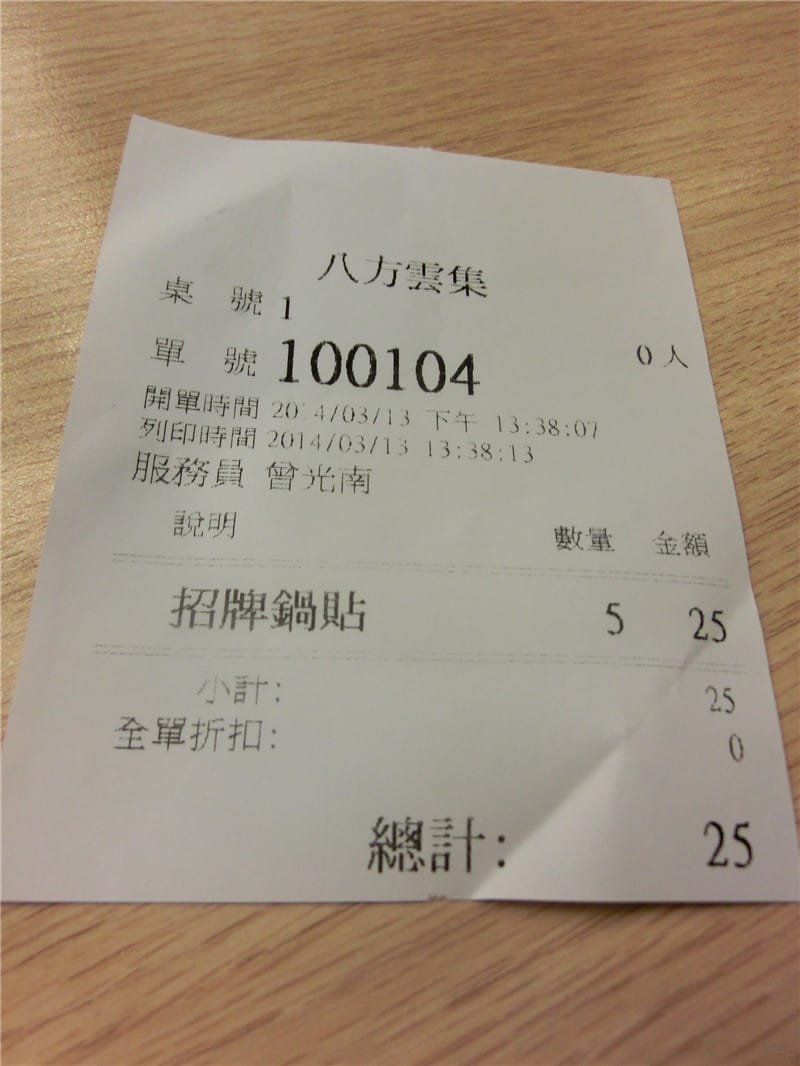 八方雲集
桌 號 1
單 號 100104 0人
開單時間 2014/03/13 下午 13:38:07
列印時間 2014/03/13 13:38:13
服務員 曾光南
說明 數量 金額
招牌鍋貼 5 25
小計: 25
全單折扣: 0
總計: 25